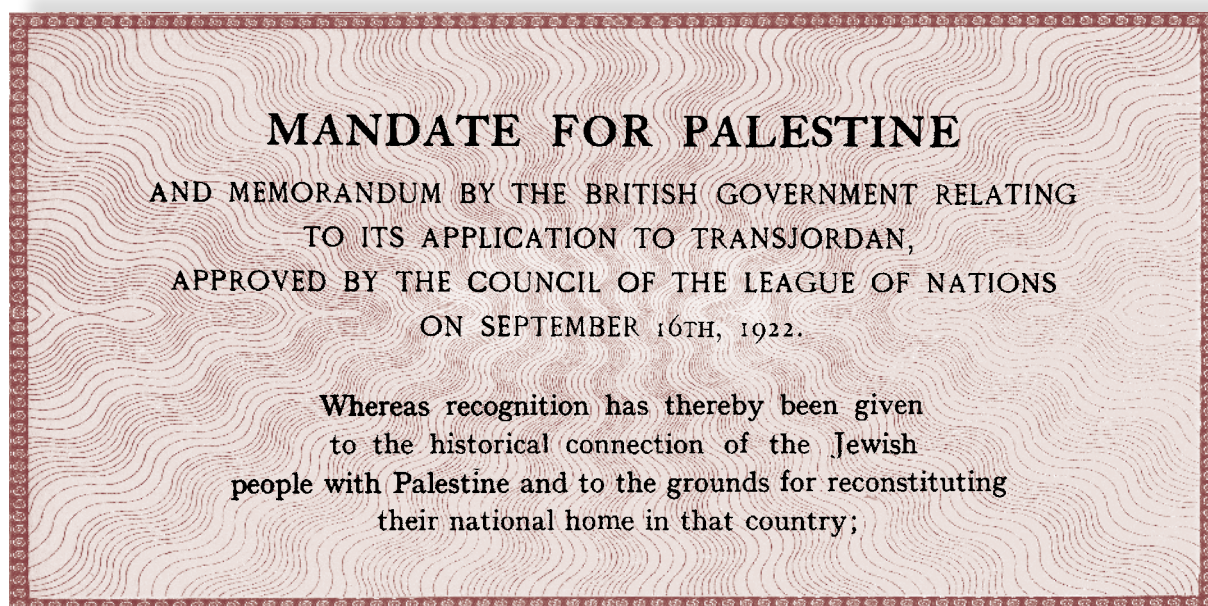 MANDATE FOR PALESTINE
AND MEMORANDUM BY THE BRITISH GOVERNMENT RELATING
TO ITS APPLICATION TO TRANSJORDAN,
APPROVED BY THE COUNCIL OF THE LEAGUE OF NATIONS
ON SEPTEMBER 16TH, 1922.
Whereas recognition has thereby been given
to the historical connection of the Jewish
people with Palestine and to the grounds for reconstituting
their national home in that country;